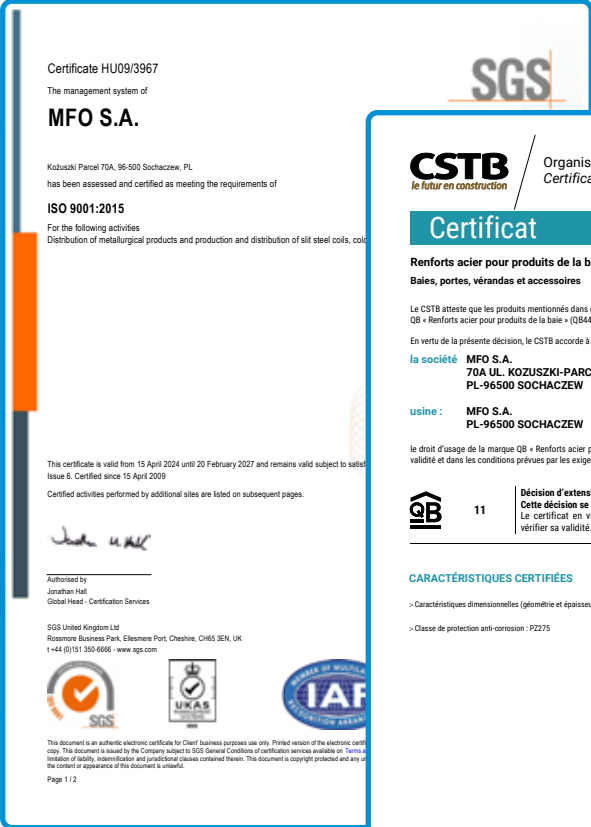 Certificate HU09/3967
The management system of
MFO S.A.
Kożuszki Parcel 70A, 96-500 Sochaczew, PL
has been assessed and certified as meeting the requirements of
ISO 9001:2015
For the following activities
Distribution of metallurgical products and production and distribution of slit steel coils,
This certificate is valid from 15 April 2024 until 20 February 2027 and remains valid subject to
Issue 6. Certified since 15 April 2009
Certified activities performed by additional sites are listed on subsequent pages.
Authorised by
Jonathan Hall
Global Head - Certification Services
SGS United Kingdom Ltd
Rossmore Business Park, Ellesmere Port, Cheshire, CH65 3EN, UK
t +44 (0)151 350-6666 - www.sgs.com
SGS
UKAS
MANAGEMENT
SYSTEMS
IAF
MEMBER OF
This document is an authentic electronic certificate for Client' business purposes use only. Printed version of the electronic
copy. This document is issued by the Company subject to SGS General Conditions of certification services available on Terms
limitation of liability, indemnification and jurisdictional clauses contained therein. This document is copyright protected and any
the content or appearance of this document is unlawful.
Page 1 / 2
SGS
CSTB
le futur en construction
Organis
Certifica
Certificat
Renforts acier pour produits de la b
Baies, portes, vérandas et accessoires
Le CSTB atteste que les produits mentionnés dans
QB « Renforts acier pour produits de la baie » (QB44
En vertu de la présente décision, le CSTB accorde à
la société MFO S.A.
70A UL. KOZUSZKI-PARC
PL-96500 SOCHACZEW
usine : MFO S.A.
PL-96500 SOCHACZEW
le droit d'usage de la marque QB « Renforts acier p
validité et dans les conditions prévues par les exige
QB
11
Décision d'extensi
Cette décision se
Le certificat en v
vérifier sa validité.
CARACTÉRISTIQUES CERTIFIÉES
> Caractéristiques dimensionnelles (géométrie et épaisseu
> Classe de protection anti-corrosion : PZ275